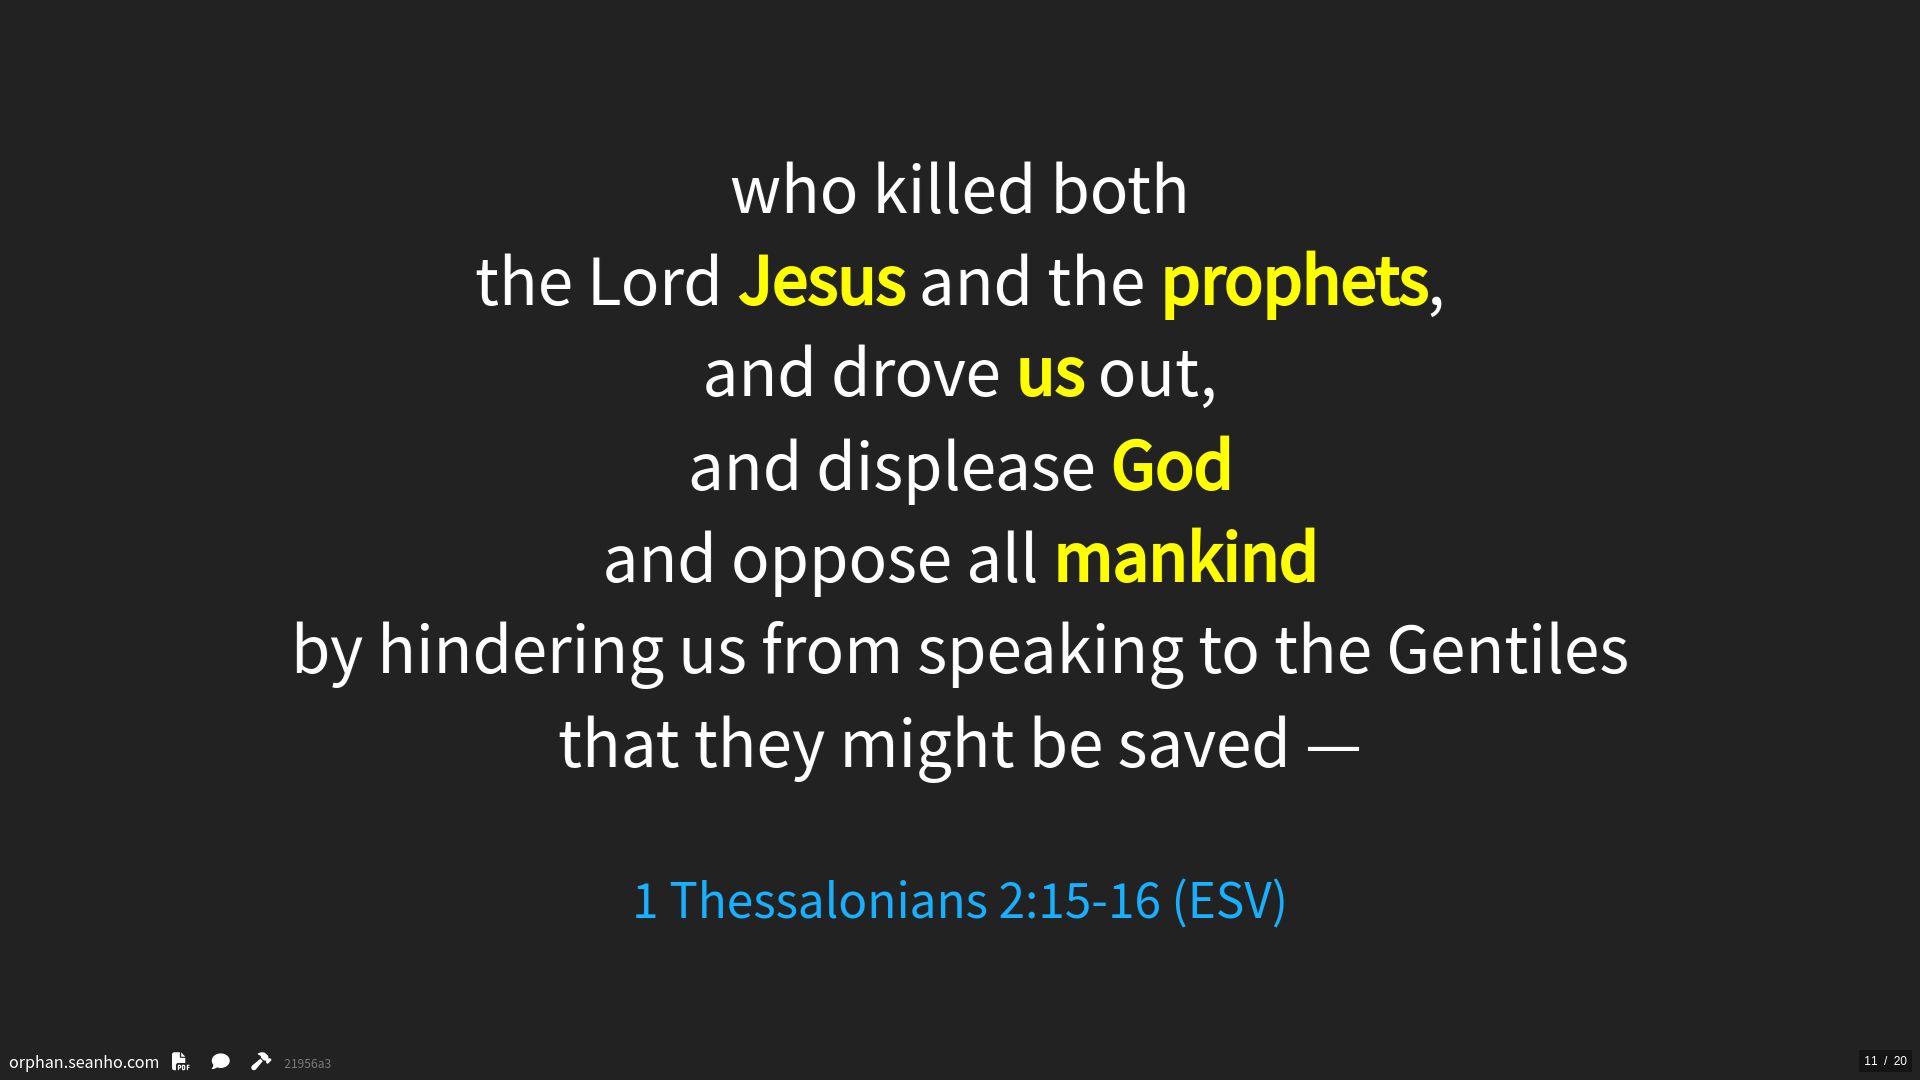 who killed both
the Lord Jesus and the prophets,
and drove us out,
and displease God
and oppose all mankind
by hindering us from speaking to the Gentiles
that they might be saved —
1 Thessalonians 2:15-16 (ESV)
orphan.seanho.com PDF 21956a3
11 / 20